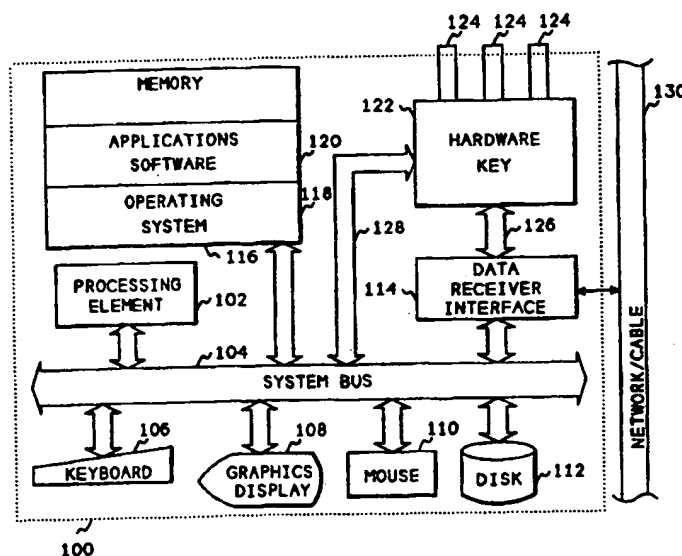 124 124 124
MEMORY
APPLICATIONS
SOFTWARE
120
OPERATING
SYSTEM
118
116
122
HARDWARE
KEY
130
128
126
PROCESSING
ELEMENT
102
114
DATA
RECEIVER
INTERFACE
104
SYSTEM BUS
NETWORK/CABLE
106
KEYBOARD
108
GRAPHICS
DISPLAY
110
MOUSE
DISK
112
100